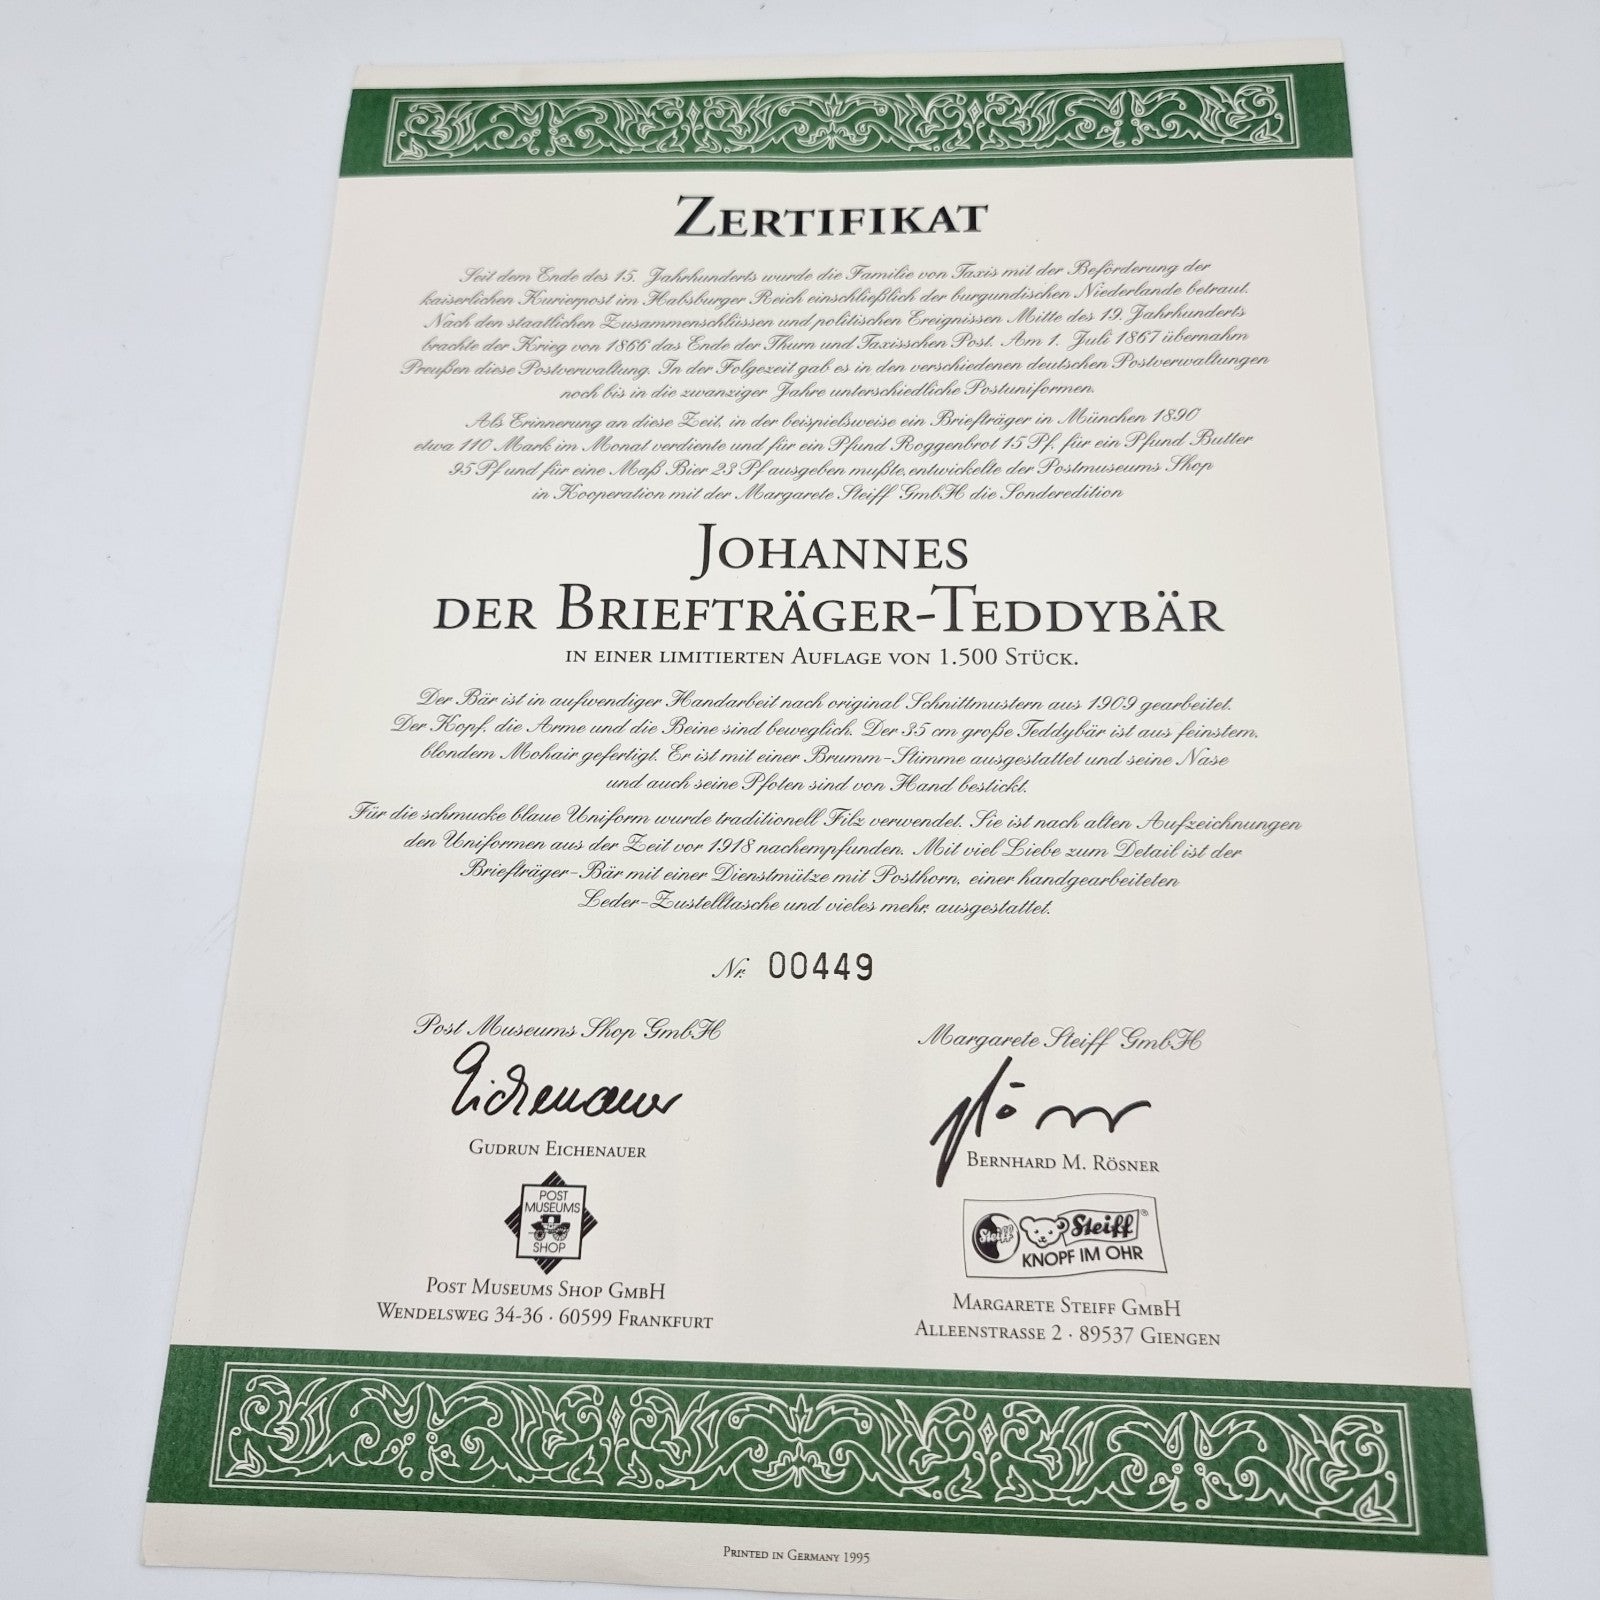 Zertifikat
Seit dem Ende des 15. Jahrhunderts wurde die Familie von Taxis mit der Beförderung der
kaiserlichen Kurierpost im Habsburger Reich einschließlich der burgundischen Niederlande betraut.
Nach den staatlichen Zusammenschlüssen und politischen Ereignissen Mitte des 19. Jahrhunderts
brachte der Krieg von 1866 das Ende der Thurn und Taxisschen Post. Am 1. Juli 1867 übernahm
Preußen diese Postverwaltung. In der Folgezeit gab es in den verschiedenen deutschen Postverwaltungen
noch bis in die zwanziger Jahre unterschiedliche Postuniformen.
Als Erinnerung an diese Zeit, in der beispielsweise ein Briefträger in München 1890
etwa 110 Mark im Monat verdiente und für ein Pfund Roggenbrot 15 Pf, für ein Pfund Butter
95 Pf und für eine Maß Bier 23 Pf ausgeben mußte, entwickelte der Postmuseums Shop
in Kooperation mit der Margarete Steiff GmbH die Sonderedition
Johannes
der Briefträger-Teddybär
in einer limitierten Auflage von 1.500 Stück.
Der Bär ist in aufwendiger Handarbeit nach original Schnittmustern aus 1909 gearbeitet.
Der Kopf, die Arme und die Beine sind beweglich. Der 35 cm große Teddybär ist aus feinstem,
blondem Mohair gefertigt. Er ist mit einer Brumm-Stimme ausgestattet und seine Nase
und auch seine Pfoten sind von Hand bestickt.
Für die schmucke blaue Uniform wurde traditionell Filz verwendet. Sie ist nach alten Aufzeichnungen
den Uniformen aus der Zeit vor 1918 nachempfunden. Mit viel Liebe zum Detail ist der
Briefträger-Bär mit einer Dienstmütze mit Posthorn, einer handgearbeiteten
Leder-Zustelltasche und vieles mehr, ausgestattet.
Nr. 00449
Post Museums Shop GmbH
Eichenauer
Gudrun Eichenauer
POST
MUSEUMS
SHOP
Post Museums Shop GmbH
Wendelsweg 34-36 · 60599 Frankfurt
Margarete Steiff GmbH
Bernhard M. Rösner
Steiff
Steiff®
KNOPF IM OHR
Margarete Steiff GmbH
Alleenstrasse 2 · 89537 Giengen
Printed in Germany 1995